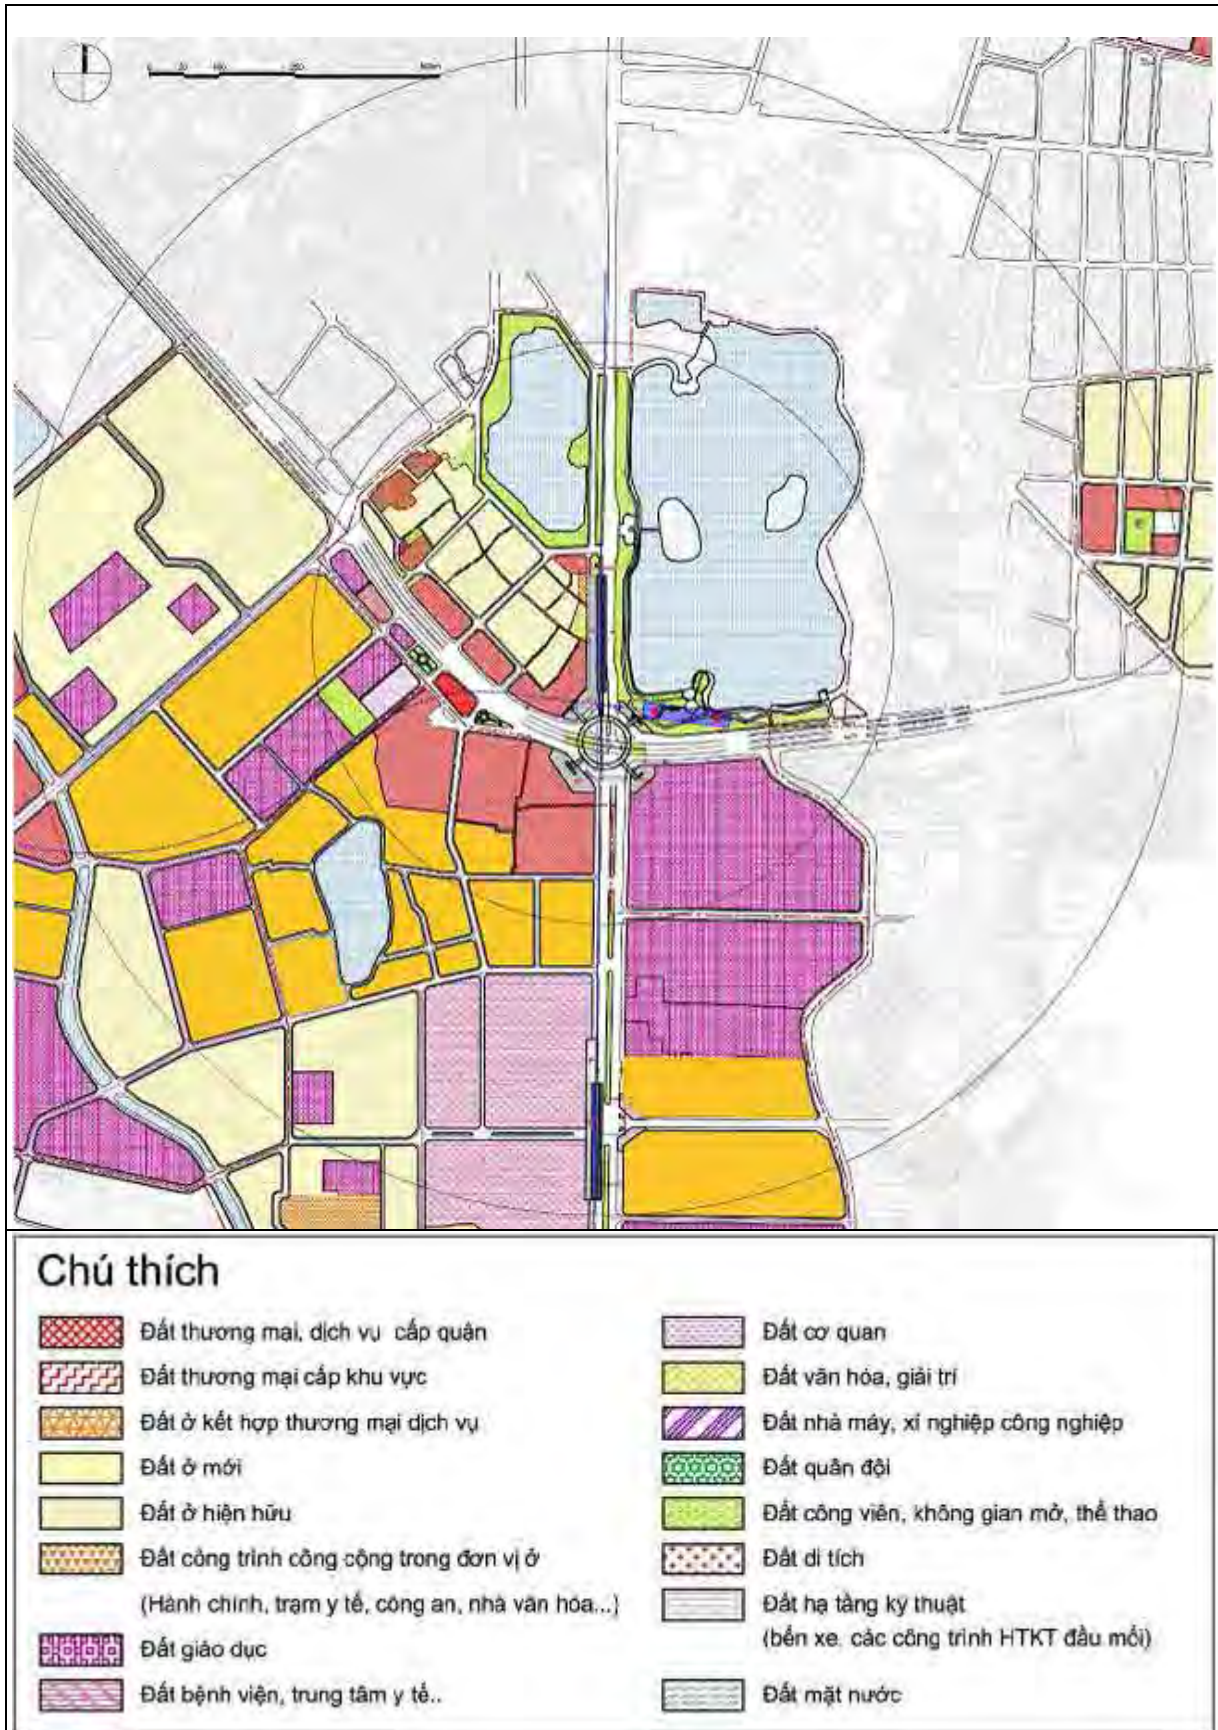 Chú thích
Đất thương mại, dịch vụ cấp quận
Đất thương mại cấp khu vực
Đất ở kết hợp thương mại dịch vụ
Đất ở mới
Đất ở hiện hữu
Đất công trình công cộng trong đơn vị ở
(Hành chính, trạm y tế, công an, nhà văn hóa...)
Đất giáo dục
Đất bệnh viện, trung tâm y tế..
Đất cơ quan
Đất văn hóa, giải trí
Đất nhà máy, xí nghiệp công nghiệp
Đất quân đội
Đất công viên, không gian mở, thể thao
Đất di tích
Đất hạ tầng kỹ thuật
(bến xe, các công trình HTKT đầu mối)
Đất mặt nước